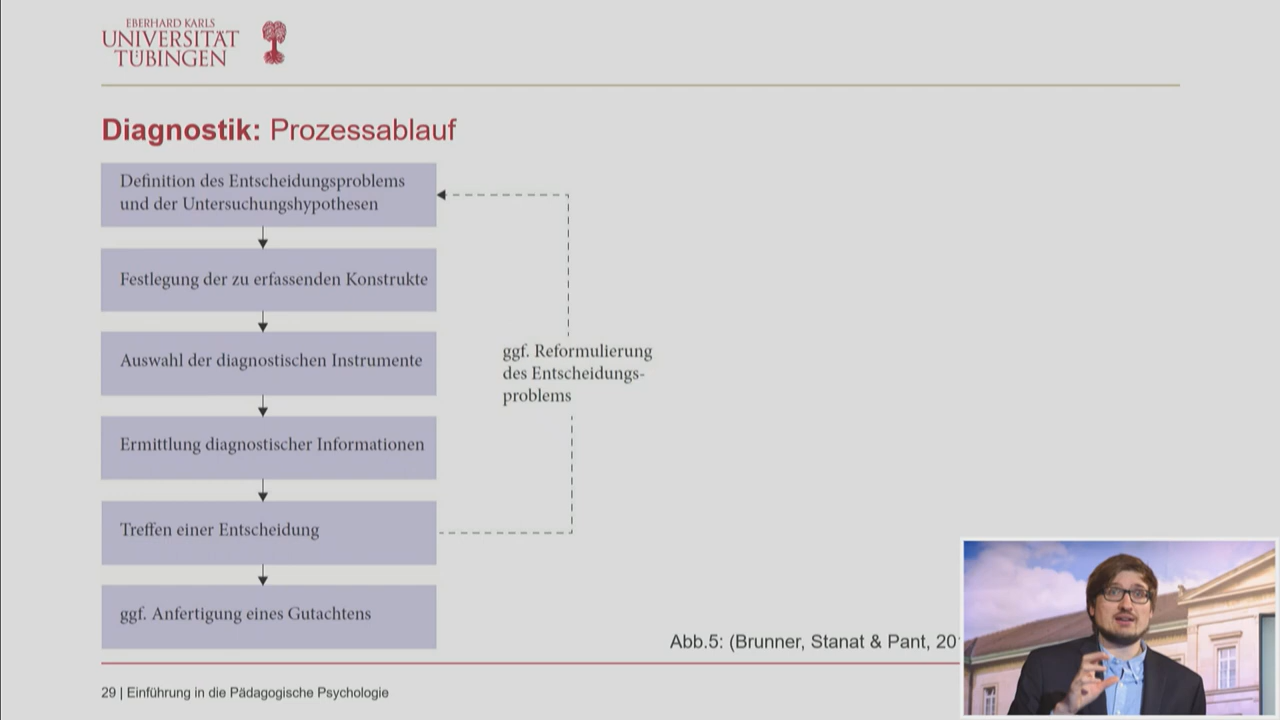 EBERHARD KARLS
UNIVERSITÄT
TÜBINGEN
Diagnostik: Prozessablauf
Definition des Entscheidungsproblems
und der Untersuchungshypothesen
Festlegung der zu erfassenden Konstrukte
Auswahl der diagnostischen Instrumente
Ermittlung diagnostischer Informationen
Treffen einer Entscheidung
ggf. Anfertigung eines Gutachtens
ggf. Reformulierung
des Entscheidungs-
problems
Abb.5: (Brunner, Stanat & Pant,
29 | Einführung in die Pädagogische Psychologie